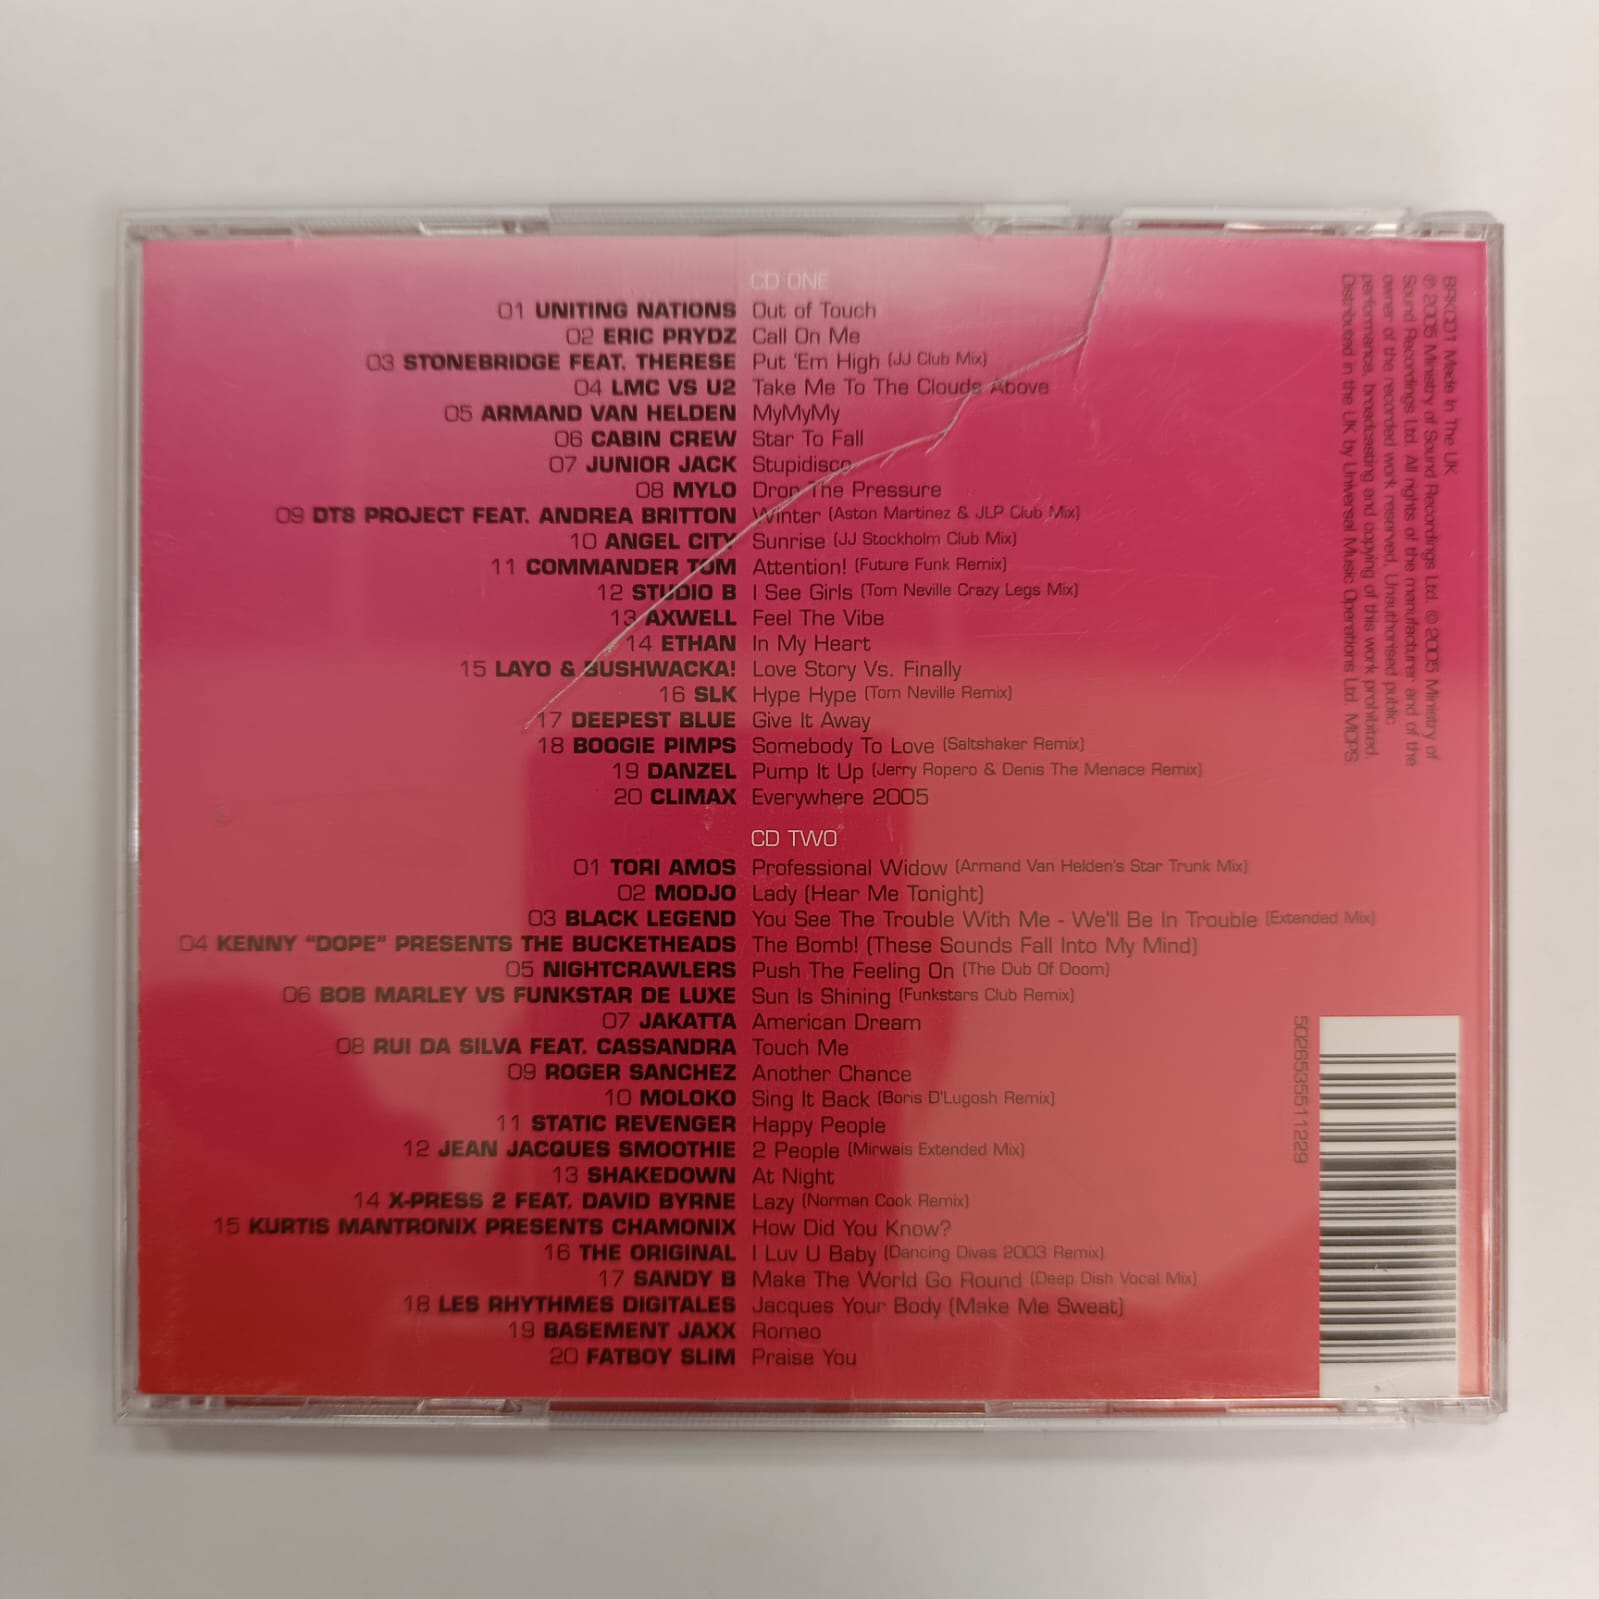 CD ONE
01 UNITING NATIONS Out of Touch
02 ERIC PRYDZ Call On Me
03 STONEBRIDGE FEAT. THERESE Put 'Em High (JJ Club Mix)
04 LMC VS U2 Take Me To The Clouds Above
05 ARMAND VAN HELDEN MyMyMy
06 CABIN CREW Star To Fall
07 JUNIOR JACK Stupidisco
08 MYLO Drop The Pressure
09 DT8 PROJECT FEAT. ANDREA BRITTON Winter (Aston Martinez & JLP Club Mix)
10 ANGEL CITY Sunrise (JJ Stockholm Club Mix)
11 COMMANDER TOM Attention! (Future Funk Remix)
12 STUDIO B I See Girls (Tom Neville Crazy Legs Mix)
13 AXWELL Feel The Vibe
14 ETHAN In My Heart
15 LAYO & BUSHWACKA! Love Story Vs. Finally
16 SLK Hype Hype (Tom Neville Remix)
17 DEEPEST BLUE Give It Away
18 BOOGIE PIMPS Somebody To Love (Saltshaker Remix)
19 DANZEL Pump It Up (Jerry Ropero & Denis The Menace Remix)
20 CLIMAX Everywhere 2005
CD TWO
01 TORI AMOS Professional Widow (Armand Van Helden's Star Trunk Mix)
02 MODJO Lady (Hear Me Tonight)
03 BLACK LEGEND You See The Trouble With Me - We'll Be In Trouble (Extended Mix)
04 KENNY "DOPE" PRESENTS THE BUCKETHEADS The Bomb! (These Sounds Fall Into My Mind)
05 NIGHTCRAWLERS Push The Feeling On (The Dub Of Doom)
06 BOB MARLEY VS FUNKSTAR DE LUXE Sun Is Shining (Funkstars Club Remix)
07 JAKATTA American Dream
08 RUI DA SILVA FEAT. CASSANDRA Touch Me
09 ROGER SANCHEZ Another Chance
10 MOLOKO Sing It Back (Boris D'Lugosh Remix)
11 STATIC REVENGER Happy People
12 JEAN JACQUES SMOOTHIE 2 People (Mirwais Extended Mix)
13 SHAKEDOWN At Night
14 X-PRESS 2 FEAT. DAVID BYRNE Lazy (Norman Cook Remix)
15 KURTIS MANTRONIX PRESENTS CHAMONIX How Did You Know?
16 THE ORIGINAL I Luv U Baby (Dancing Divas 2003 Remix)
17 SANDY B Make The World Go Round (Deep Dish Vocal Mix)
18 LES RHYTHMES DIGITALES Jacques Your Body (Make Me Sweat)
19 BASEMENT JAXX Romeo
20 FATBOY SLIM Praise You
BRKCD1 Made In The UK
℗ 2005 Ministry of Sound Recordings Ltd. © 2005 Ministry of
Sound Recordings Ltd. All rights of the manufacturer and of the
owner of the recorded work reserved. Unauthorised public
performance, broadcasting and copying of this work prohibited.
Distributed in the UK by Universal Music Operations Ltd. MCPS.
5026535511229